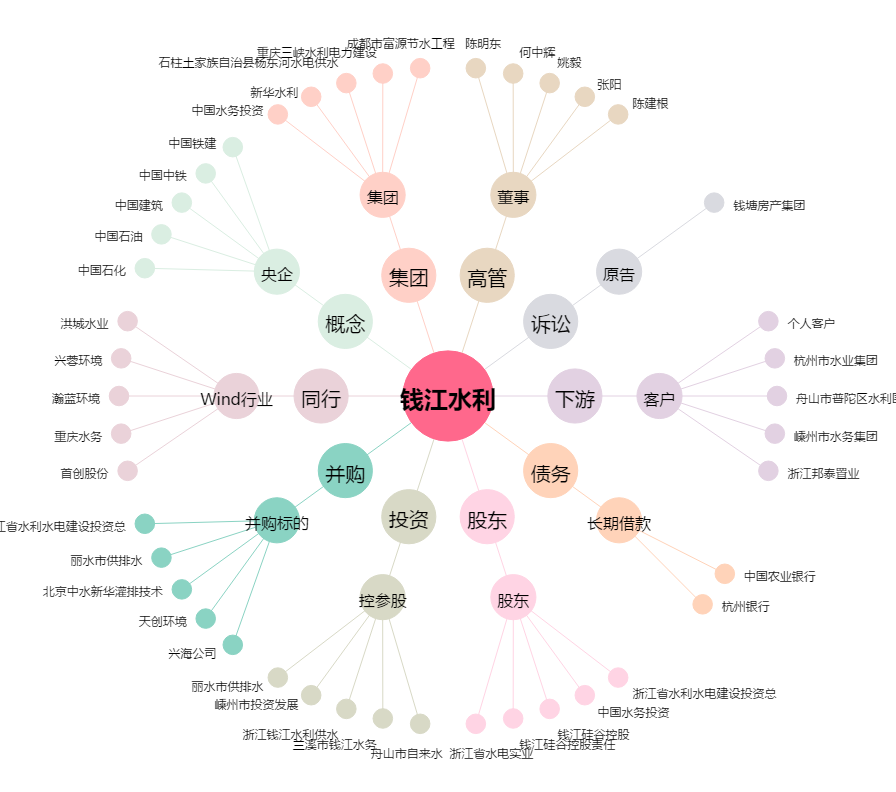 成都市富源节水工程
陈明东
重庆三峡水利电力建设
何中辉
石柱土家族自治县杨东河水电供水
姚毅
新华水利
张阳
中国水务投资
陈建根
中国铁建
中国中铁
集团
董事
中国建筑
钱塘房产集团
中国石油
中国石化
央企
集团
高管
原告
洪城水业
概念
诉讼
个人客户
兴蓉环境
杭州市水业集团
瀚蓝环境
Wind行业
同行
钱江水利
下游
客户
舟山市普陀区水利
重庆水务
嵊州市水务集团
首创股份
并购
债务
浙江邦泰置业
江省水利水电建设投资总
并购标的
投资
股东
长期借款
丽水市供排水
中国农业银行
北京中水新华灌排技术
控参股
股东
杭州银行
天创环境
兴海公司
丽水市供排水
浙江省水利水电建设投资总
嵊州市投资发展
中国水务投资
浙江钱江水利供水
钱江硅谷控股
兰溪市钱江水务
钱江硅谷控股责任
舟山市自来水
浙江省水电实业